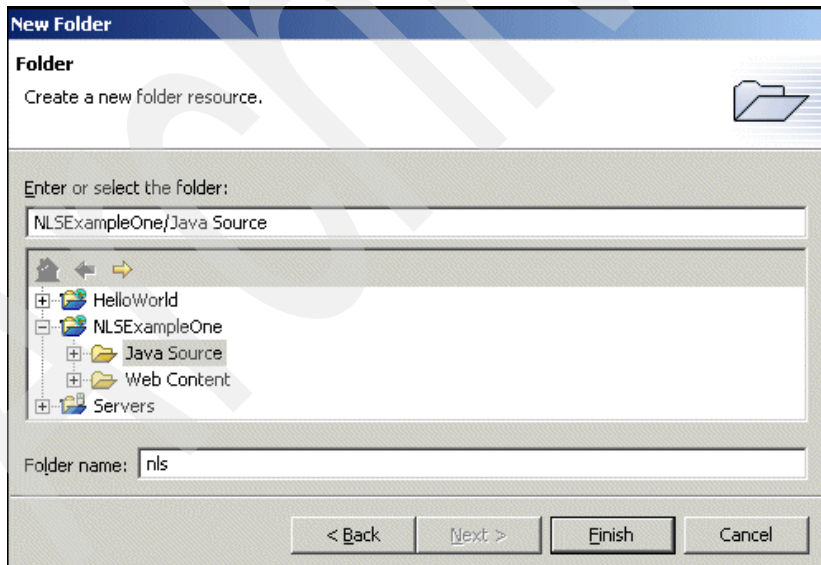 New Folder
Folder
Create a new folder resource.
Enter or select the folder:
NLSExampleOne/Java Source
HelloWorld
NLSExampleOne
Java Source
Web Content
Servers
Folder name: nls
< Back Next > Finish Cancel